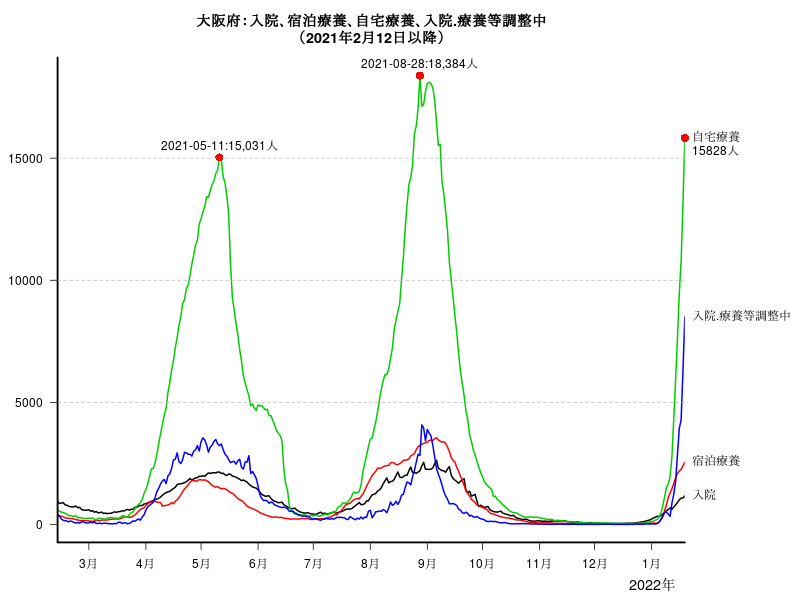 大阪府：入院、宿泊療養、自宅療養、入院.療養等調整中
（2021年2月12日以降）
2021-08-28:18,384人
2021-05-11:15,031人
自宅療養
15828人
15000
10000
入院.療養等調整中
5000
宿泊療養
入院
0
3月 4月 5月 6月 7月 8月 9月 10月 11月 12月 1月
2022年